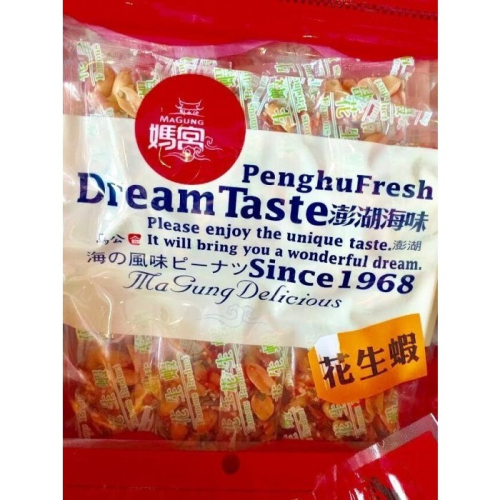 MAGUNG
媽宮
PenghuFresh
DreamTaste澎湖海味
Please enjoy the unique taste.澎湖
馬公 It will bring you a wonderful dream.
海の風味ピーナツSince1968
MaGungDelicious
花生蝦